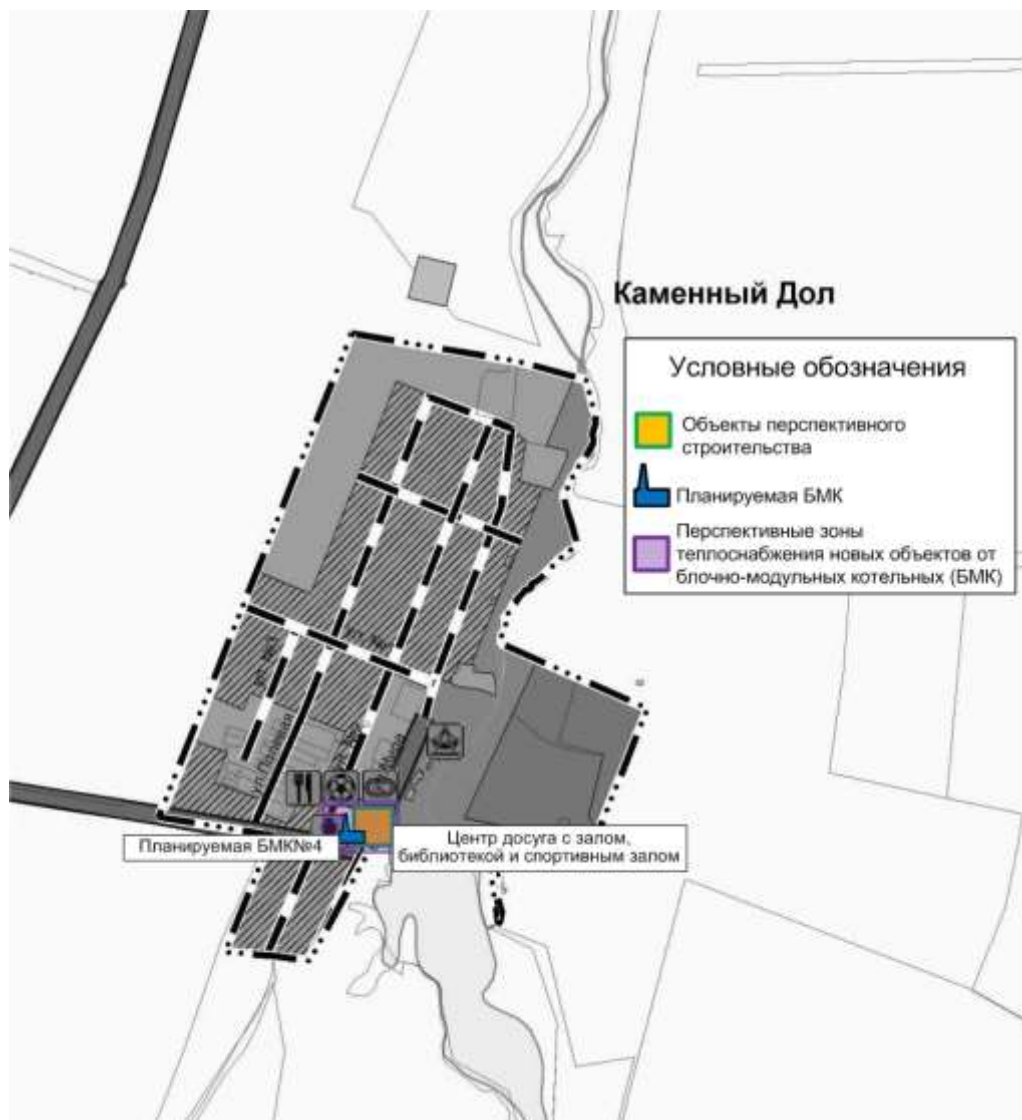 Каменный Дол
Условные обозначения
Объекты перспективного
строительства
Планируемая БМК
Перспективные зоны
теплоснабжения новых объектов от
блочно-модульных котельных (БМК)
ул. Полевая
Мира
Планируемая БМК№4
Центр досуга с залом,
библиотекой и спортивным залом